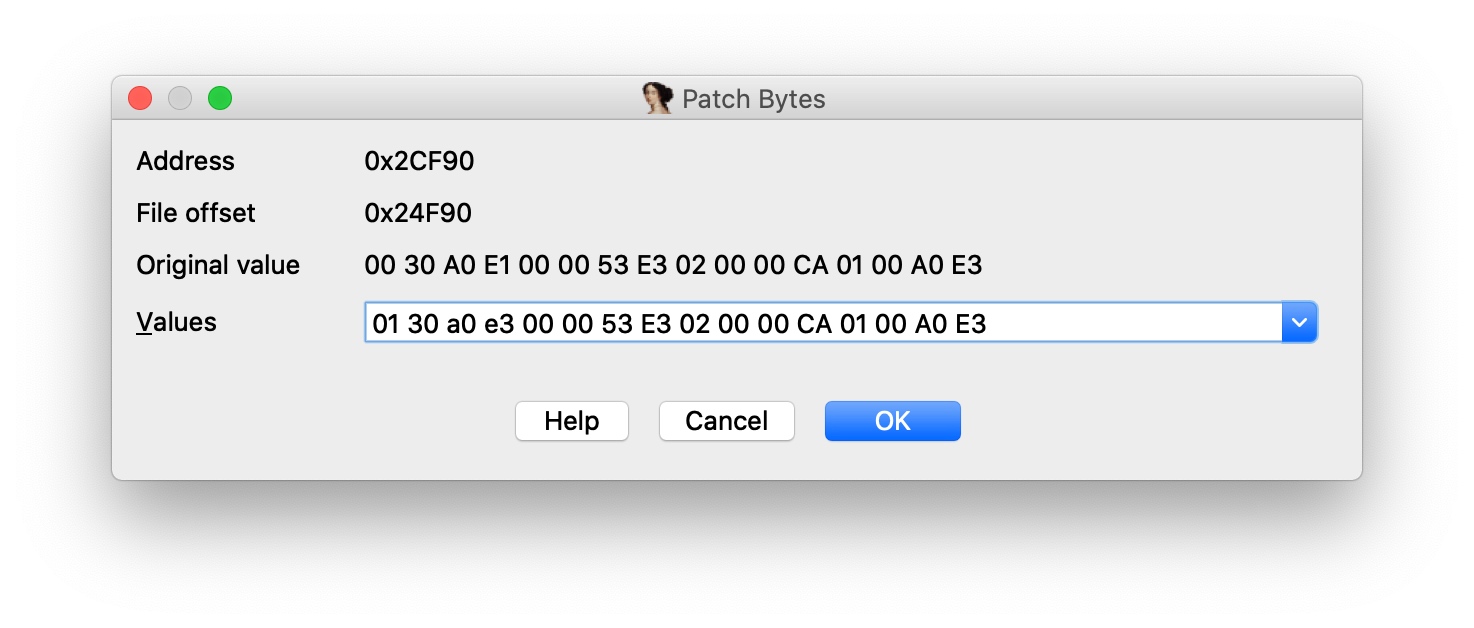 Patch Bytes
Address 0x2CF90
File offset 0x24F90
Original value 00 30 A0 E1 00 00 53 E3 02 00 00 CA 01 00 A0 E3
Values 01 30 a0 e3 00 00 53 E3 02 00 00 CA 01 00 A0 E3
Help Cancel OK